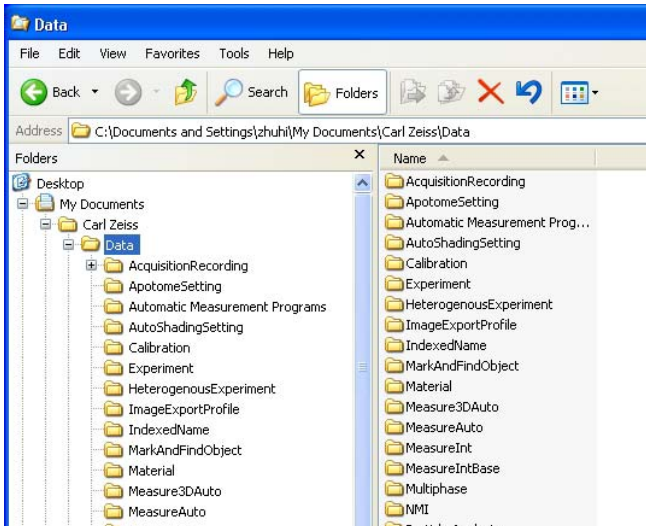 Data
File Edit View Favorites Tools Help
Back Search Folders
Address C:\Documents and Settings\zhuhi\My Documents\Carl Zeiss\Data
Folders
Desktop
My Documents
Carl Zeiss
Data
AcquisitionRecording
ApotomeSetting
Automatic Measurement Programs
AutoShadingSetting
Calibration
Experiment
HeterogenousExperiment
ImageExportProfile
IndexedName
MarkAndFindObject
Material
Measure3DAuto
MeasureAuto
Name
AcquisitionRecording
ApotomeSetting
Automatic Measurement Prog...
AutoShadingSetting
Calibration
Experiment
HeterogenousExperiment
ImageExportProfile
IndexedName
MarkAndFindObject
Material
Measure3DAuto
MeasureAuto
MeasureInt
MeasureIntBase
Multiphase
NMI